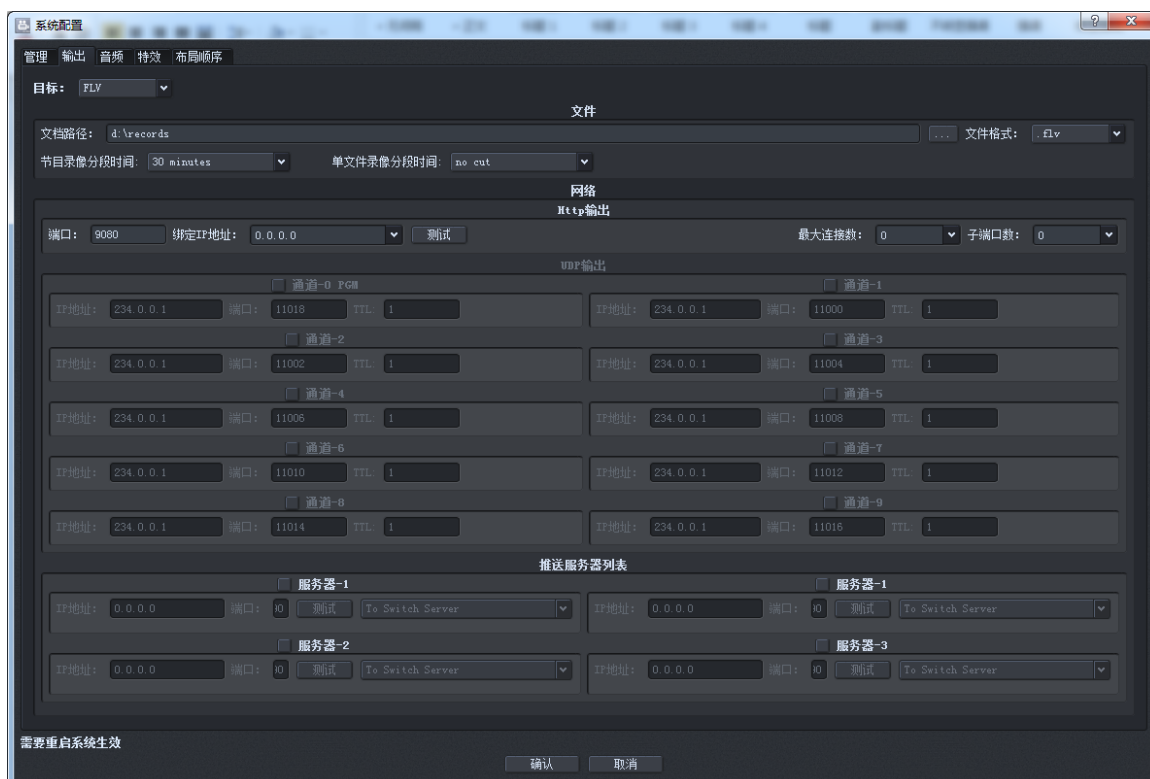 系统配置
管理 输出 音频 特效 布局顺序
目标: FLV
文件
文档路径: d:\records ... 文件格式: .flv
节目录像分段时间: 30 minutes 单文件录像分段时间: no cut
网络
Http输出
端口: 9080 绑定IP地址: 0.0.0.0 测试 最大连接数: 0 子端口数: 0
UDP输出
通道-0 PGM 通道-1
IP地址: 234.0.0.1 端口: 11018 TTL: 1 IP地址: 234.0.0.1 端口: 11000 TTL: 1
通道-2 通道-3
IP地址: 234.0.0.1 端口: 11002 TTL: 1 IP地址: 234.0.0.1 端口: 11004 TTL: 1
通道-4 通道-5
IP地址: 234.0.0.1 端口: 11006 TTL: 1 IP地址: 234.0.0.1 端口: 11008 TTL: 1
通道-6 通道-7
IP地址: 234.0.0.1 端口: 11010 TTL: 1 IP地址: 234.0.0.1 端口: 11012 TTL: 1
通道-8 通道-9
IP地址: 234.0.0.1 端口: 11014 TTL: 1 IP地址: 234.0.0.1 端口: 11016 TTL: 1
推送服务器列表
服务器-1 服务器-1
IP地址: 0.0.0.0 端口: 测试 To Switch Server IP地址: 0.0.0.0 端口: 测试 To Switch Server
服务器-2 服务器-3
IP地址: 0.0.0.0 端口: 测试 To Switch Server IP地址: 0.0.0.0 端口: 测试 To Switch Server
需要重启系统生效
确认 取消